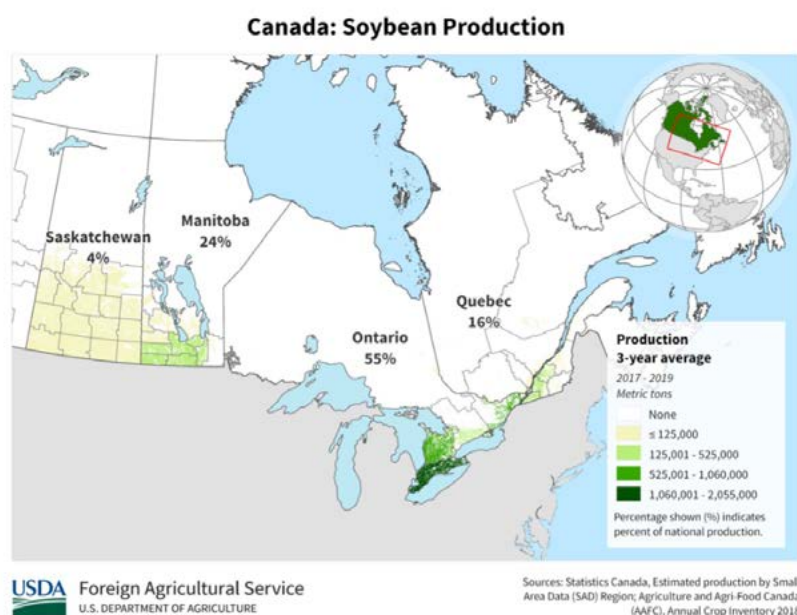 Canada: Soybean Production
Saskatchewan
4%
Manitoba
24%
Ontario
55%
Quebec
16%
Production
3-year average
2017 - 2019
Metric tons
None
≤ 125,000
125,001 - 525,000
525,001 - 1,060,000
1,060,001 - 2,055,000
Percentage shown (%) indicates
percent of national production.
USDA
Foreign Agricultural Service
U.S. DEPARTMENT OF AGRICULTURE
Sources: Statistics Canada, Estimated production by Small
Area Data (SAD) Region; Agriculture and Agri-Food Canada
(AAFC), Annual Crop Inventory